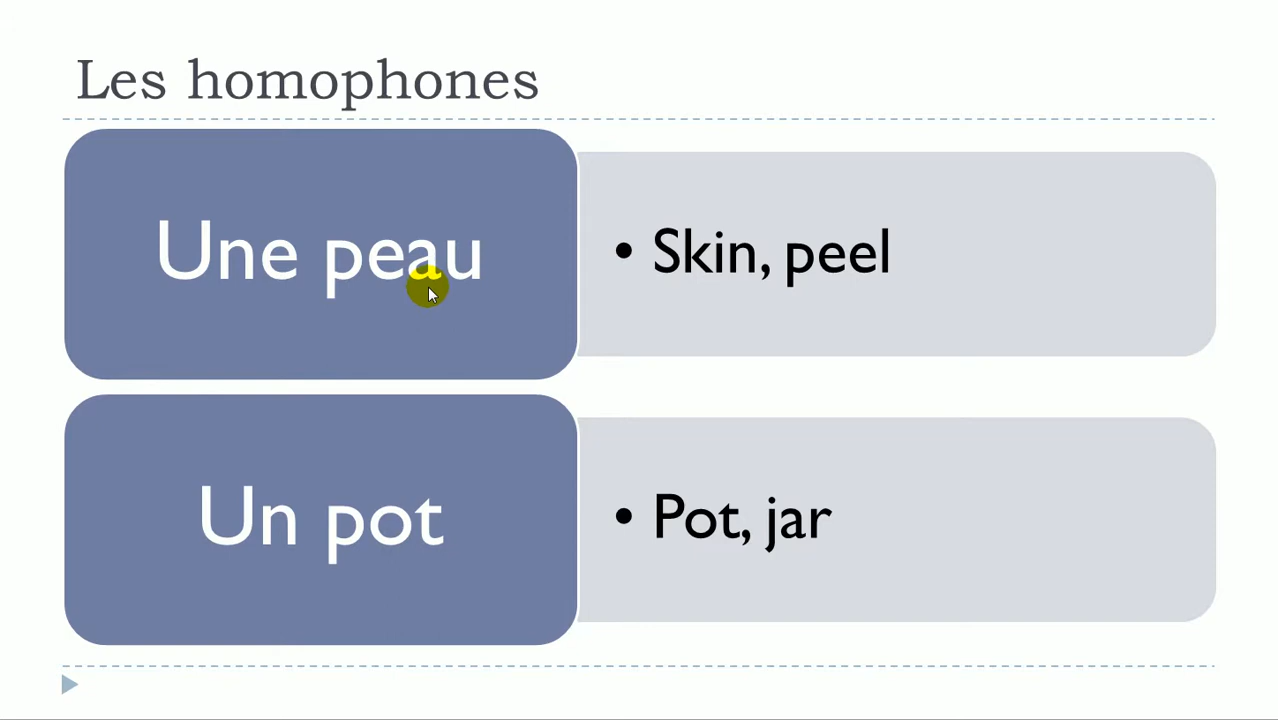 Les homophones
Une peau
• Skin, peel
Un pot
• Pot, jar